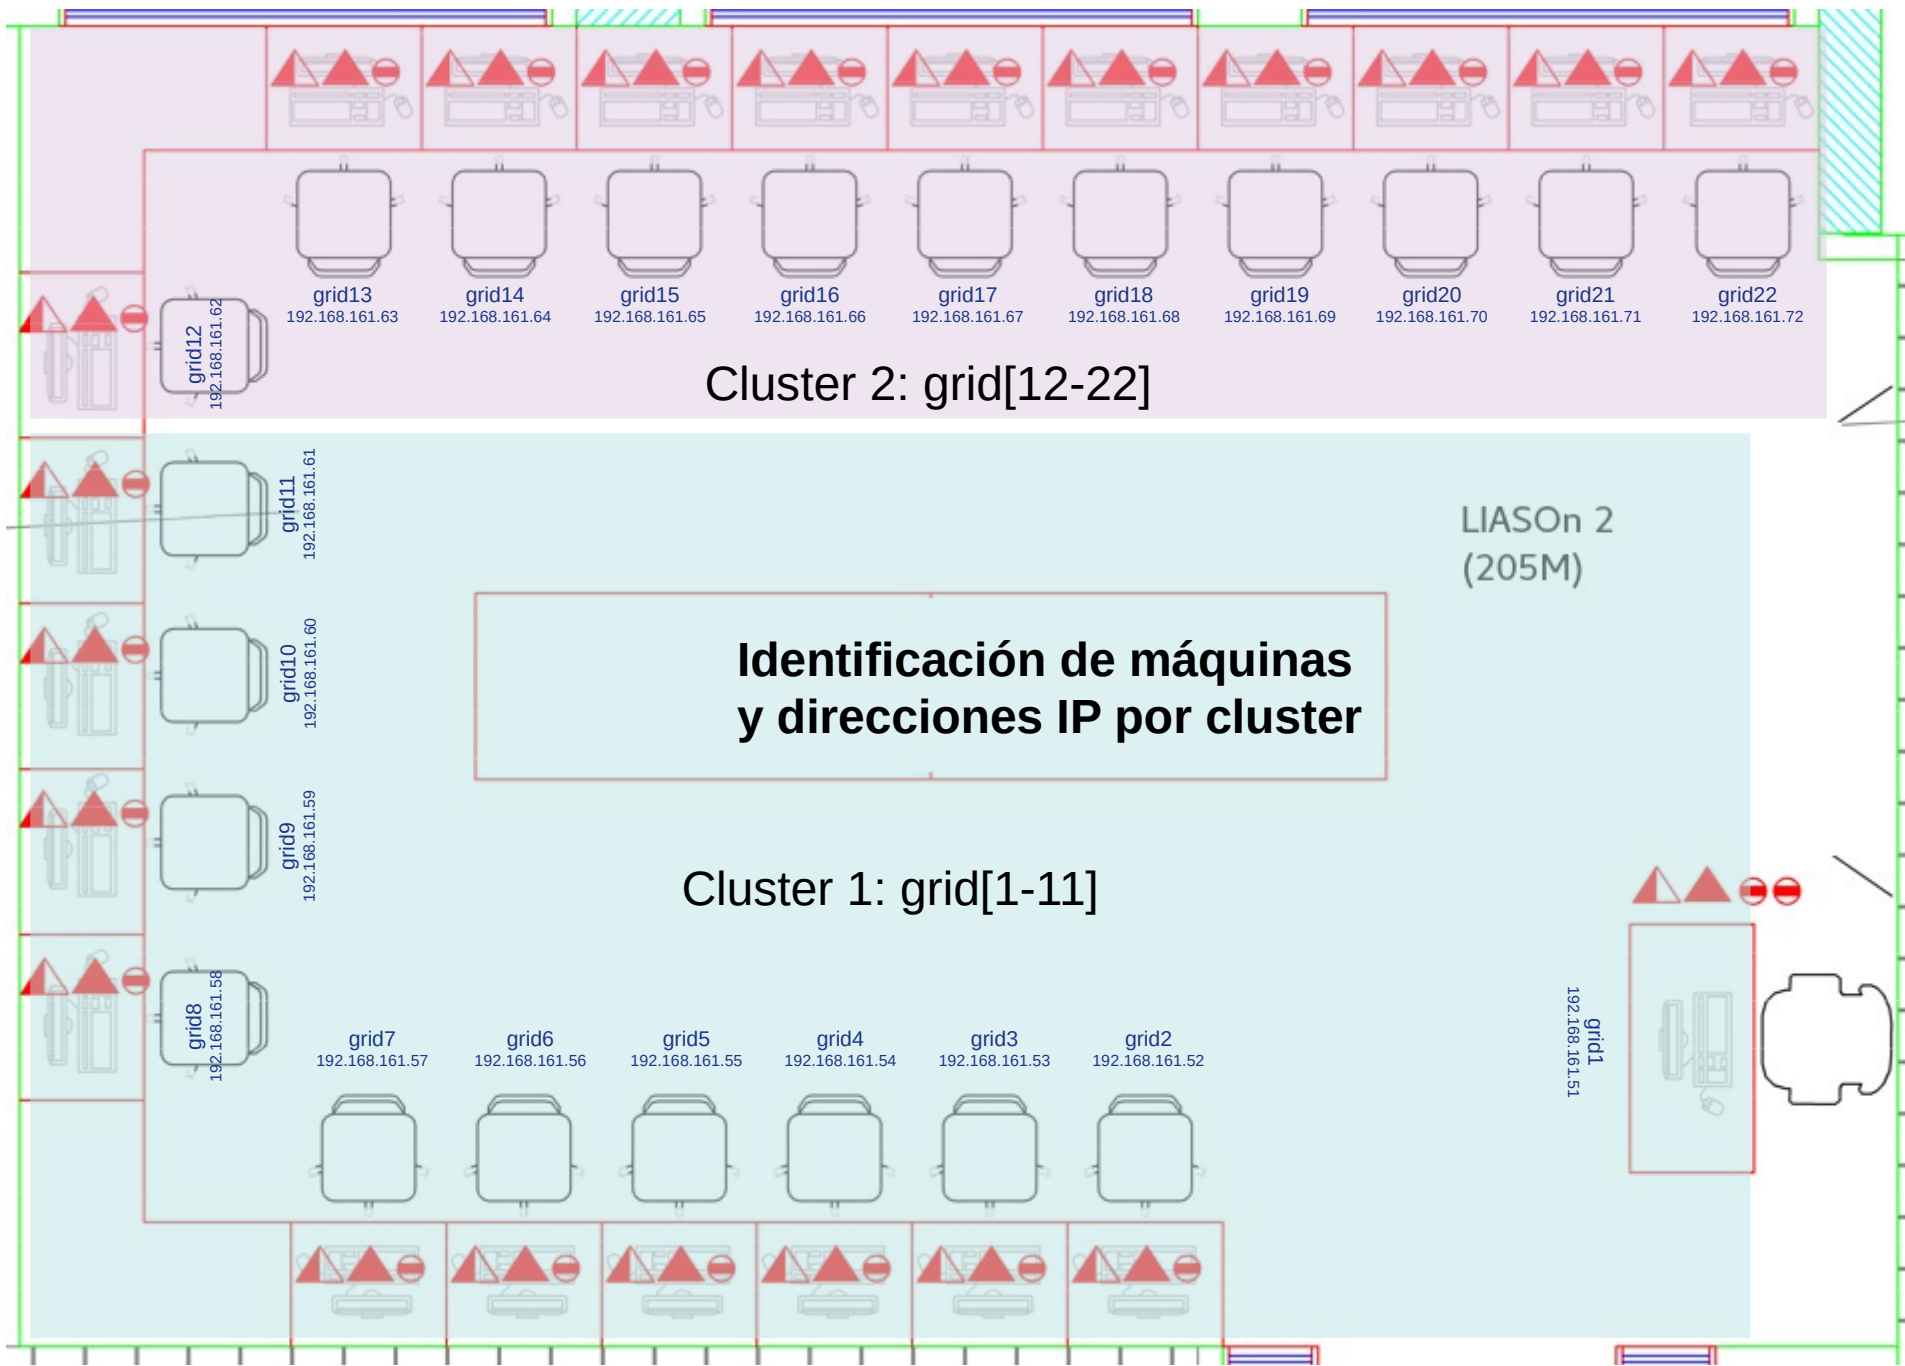 grid13
192.168.161.63
grid14
192.168.161.64
grid15
192.168.161.65
grid16
192.168.161.66
grid17
192.168.161.67
grid18
192.168.161.68
grid19
192.168.161.69
grid20
192.168.161.70
grid21
192.168.161.71
grid22
192.168.161.72
grid12
192.168.161.62
Cluster 2: grid[12-22]
grid11
192.168.161.61
LIASOn 2
(205M)
grid10
192.168.161.60
Identificación de máquinas
y direcciones IP por cluster
grid9
192.168.161.59
Cluster 1: grid[1-11]
grid8
192.168.161.58
grid7
192.168.161.57
grid6
192.168.161.56
grid5
192.168.161.55
grid4
192.168.161.54
grid3
192.168.161.53
grid2
192.168.161.52
grid1
192.168.161.51